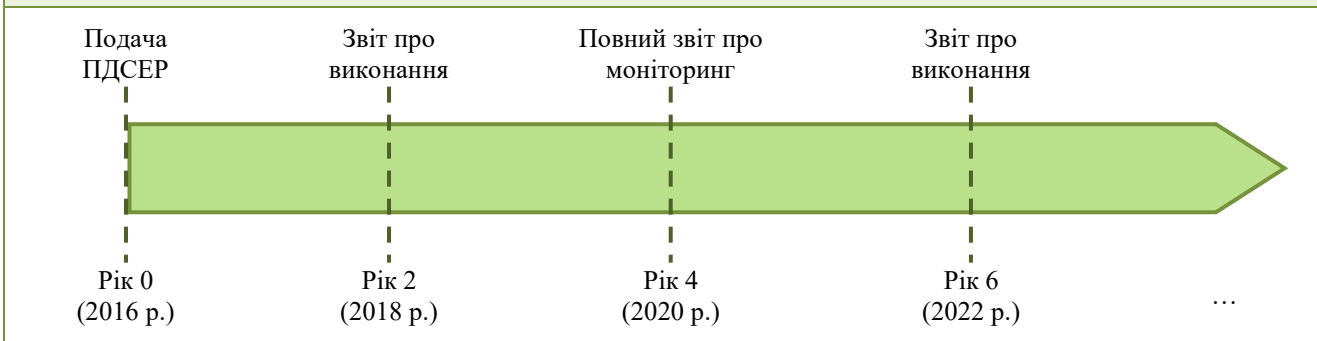 Подача
ПДСЕР
Звіт про
виконання
Повний звіт про
моніторинг
Звіт про
виконання
Рік 0
(2016 р.)
Рік 2
(2018 р.)
Рік 4
(2020 р.)
Рік 6
(2022 р.)
…